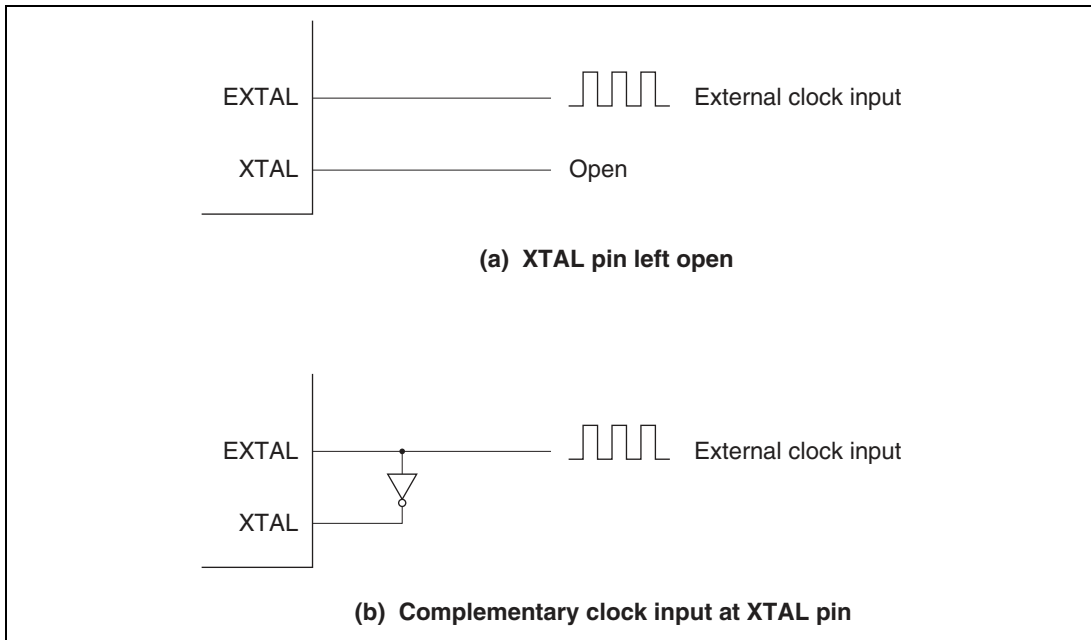 EXTAL External clock input
XTAL Open
(a) XTAL pin left open
EXTAL External clock input
XTAL
(b) Complementary clock input at XTAL pin